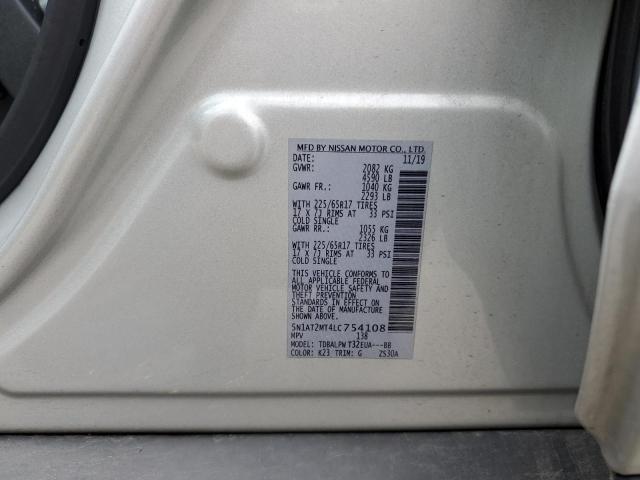 MFD BY NISSAN MOTOR CO., LTD.
DATE: 11/19
GVWR: 2082 KG
4590 LB
GAWR FR.: 1040 KG
2293 LB
WITH 225/65R17 TIRES
17 X 7J RIMS AT 33 PSI
COLD SINGLE
GAWR RR.: 1055 KG
2326 LB
WITH 225/65R17 TIRES
17 X 7J RIMS AT 33 PSI
COLD SINGLE
THIS VEHICLE CONFORMS TO
ALL APPLICABLE FEDERAL
MOTOR VEHICLE SAFETY AND
THEFT PREVENTION
STANDARDS IN EFFECT ON
THE DATE OF MANUFACTURE
5N1AT2MT4LC754108
MPV 138
MODEL: TDBALPW T32EUA---BB
COLOR: K23 TRIM: G ZS30A